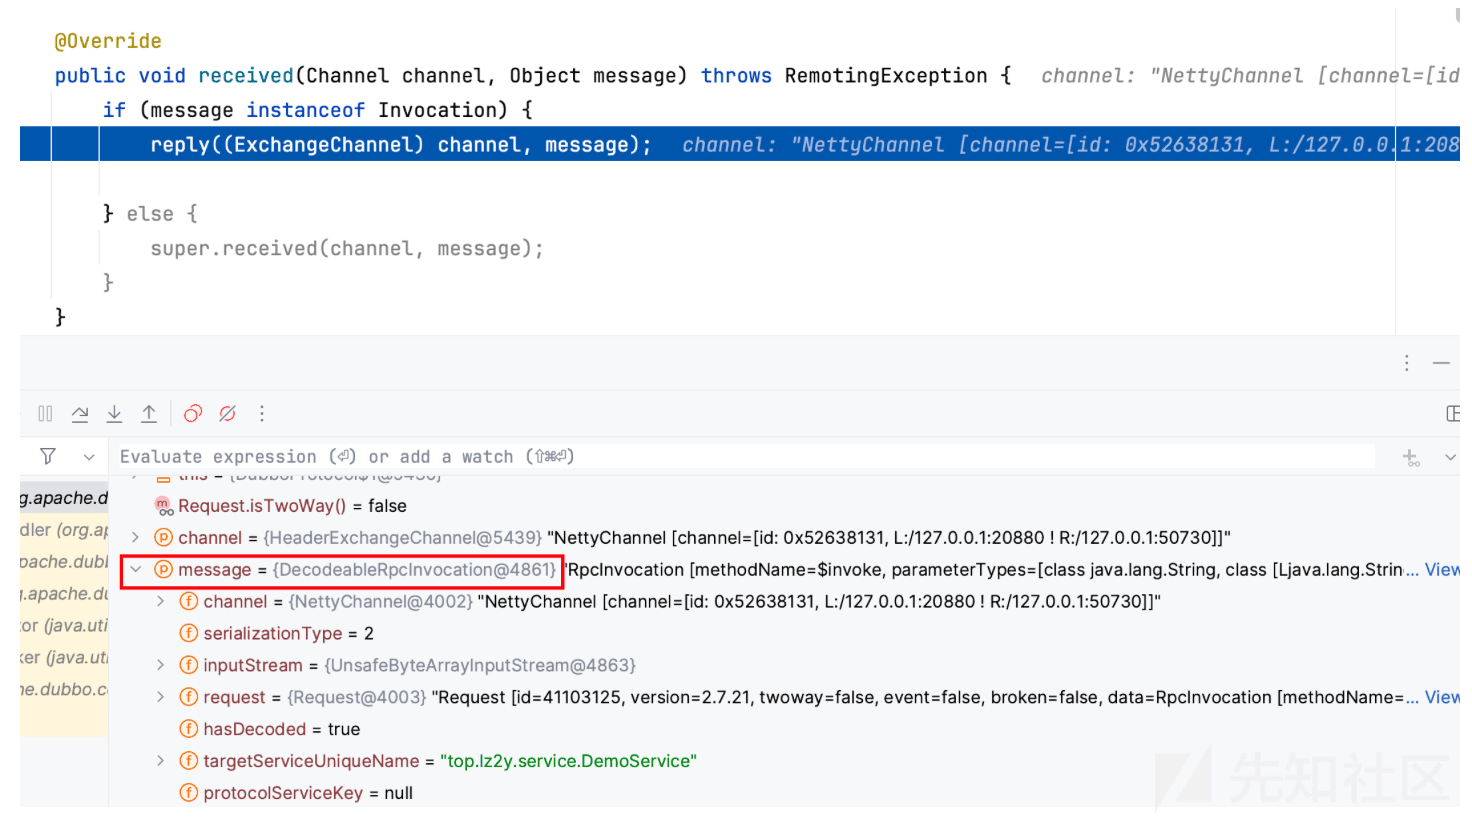 @Override
public void received(Channel channel, Object message) throws RemotingException {   channel: "NettyChannel [channel=[id
if (message instanceof Invocation) {
reply((ExchangeChannel) channel, message);   channel: "NettyChannel [channel=[id: 0x52638131, L:/127.0.0.1:208
} else {
super.received(channel, message);
}
}
Evaluate expression (⏎) or add a watch (⇧⌘⏎)
this = {DubboProtocol$1@5436}
g.apache.d
Request.isTwoWay() = false
dler (org.ap
channel = {HeaderExchangeChannel@5439} "NettyChannel [channel=[id: 0x52638131, L:/127.0.0.1:20880 ! R:/127.0.0.1:50730]]"
pache.dubl
message = {DecodeableRpcInvocation@4861} "RpcInvocation [methodName=$invoke, parameterTypes=[class java.lang.String, class [Ljava.lang.Strin... View
.apache.du
channel = {NettyChannel@4002} "NettyChannel [channel=[id: 0x52638131, L:/127.0.0.1:20880 ! R:/127.0.0.1:50730]]"
tor (java.uti
serializationType = 2
ker (java.ut
inputStream = {UnsafeByteArrayInputStream@4863}
he.dubbo.c
request = {Request@4003} "Request [id=41103125, version=2.7.21, twoway=false, event=false, broken=false, data=RpcInvocation [methodName=... View
hasDecoded = true
targetServiceUniqueName = "top.lz2y.service.DemoService"
protocolServiceKey = null
先知社区